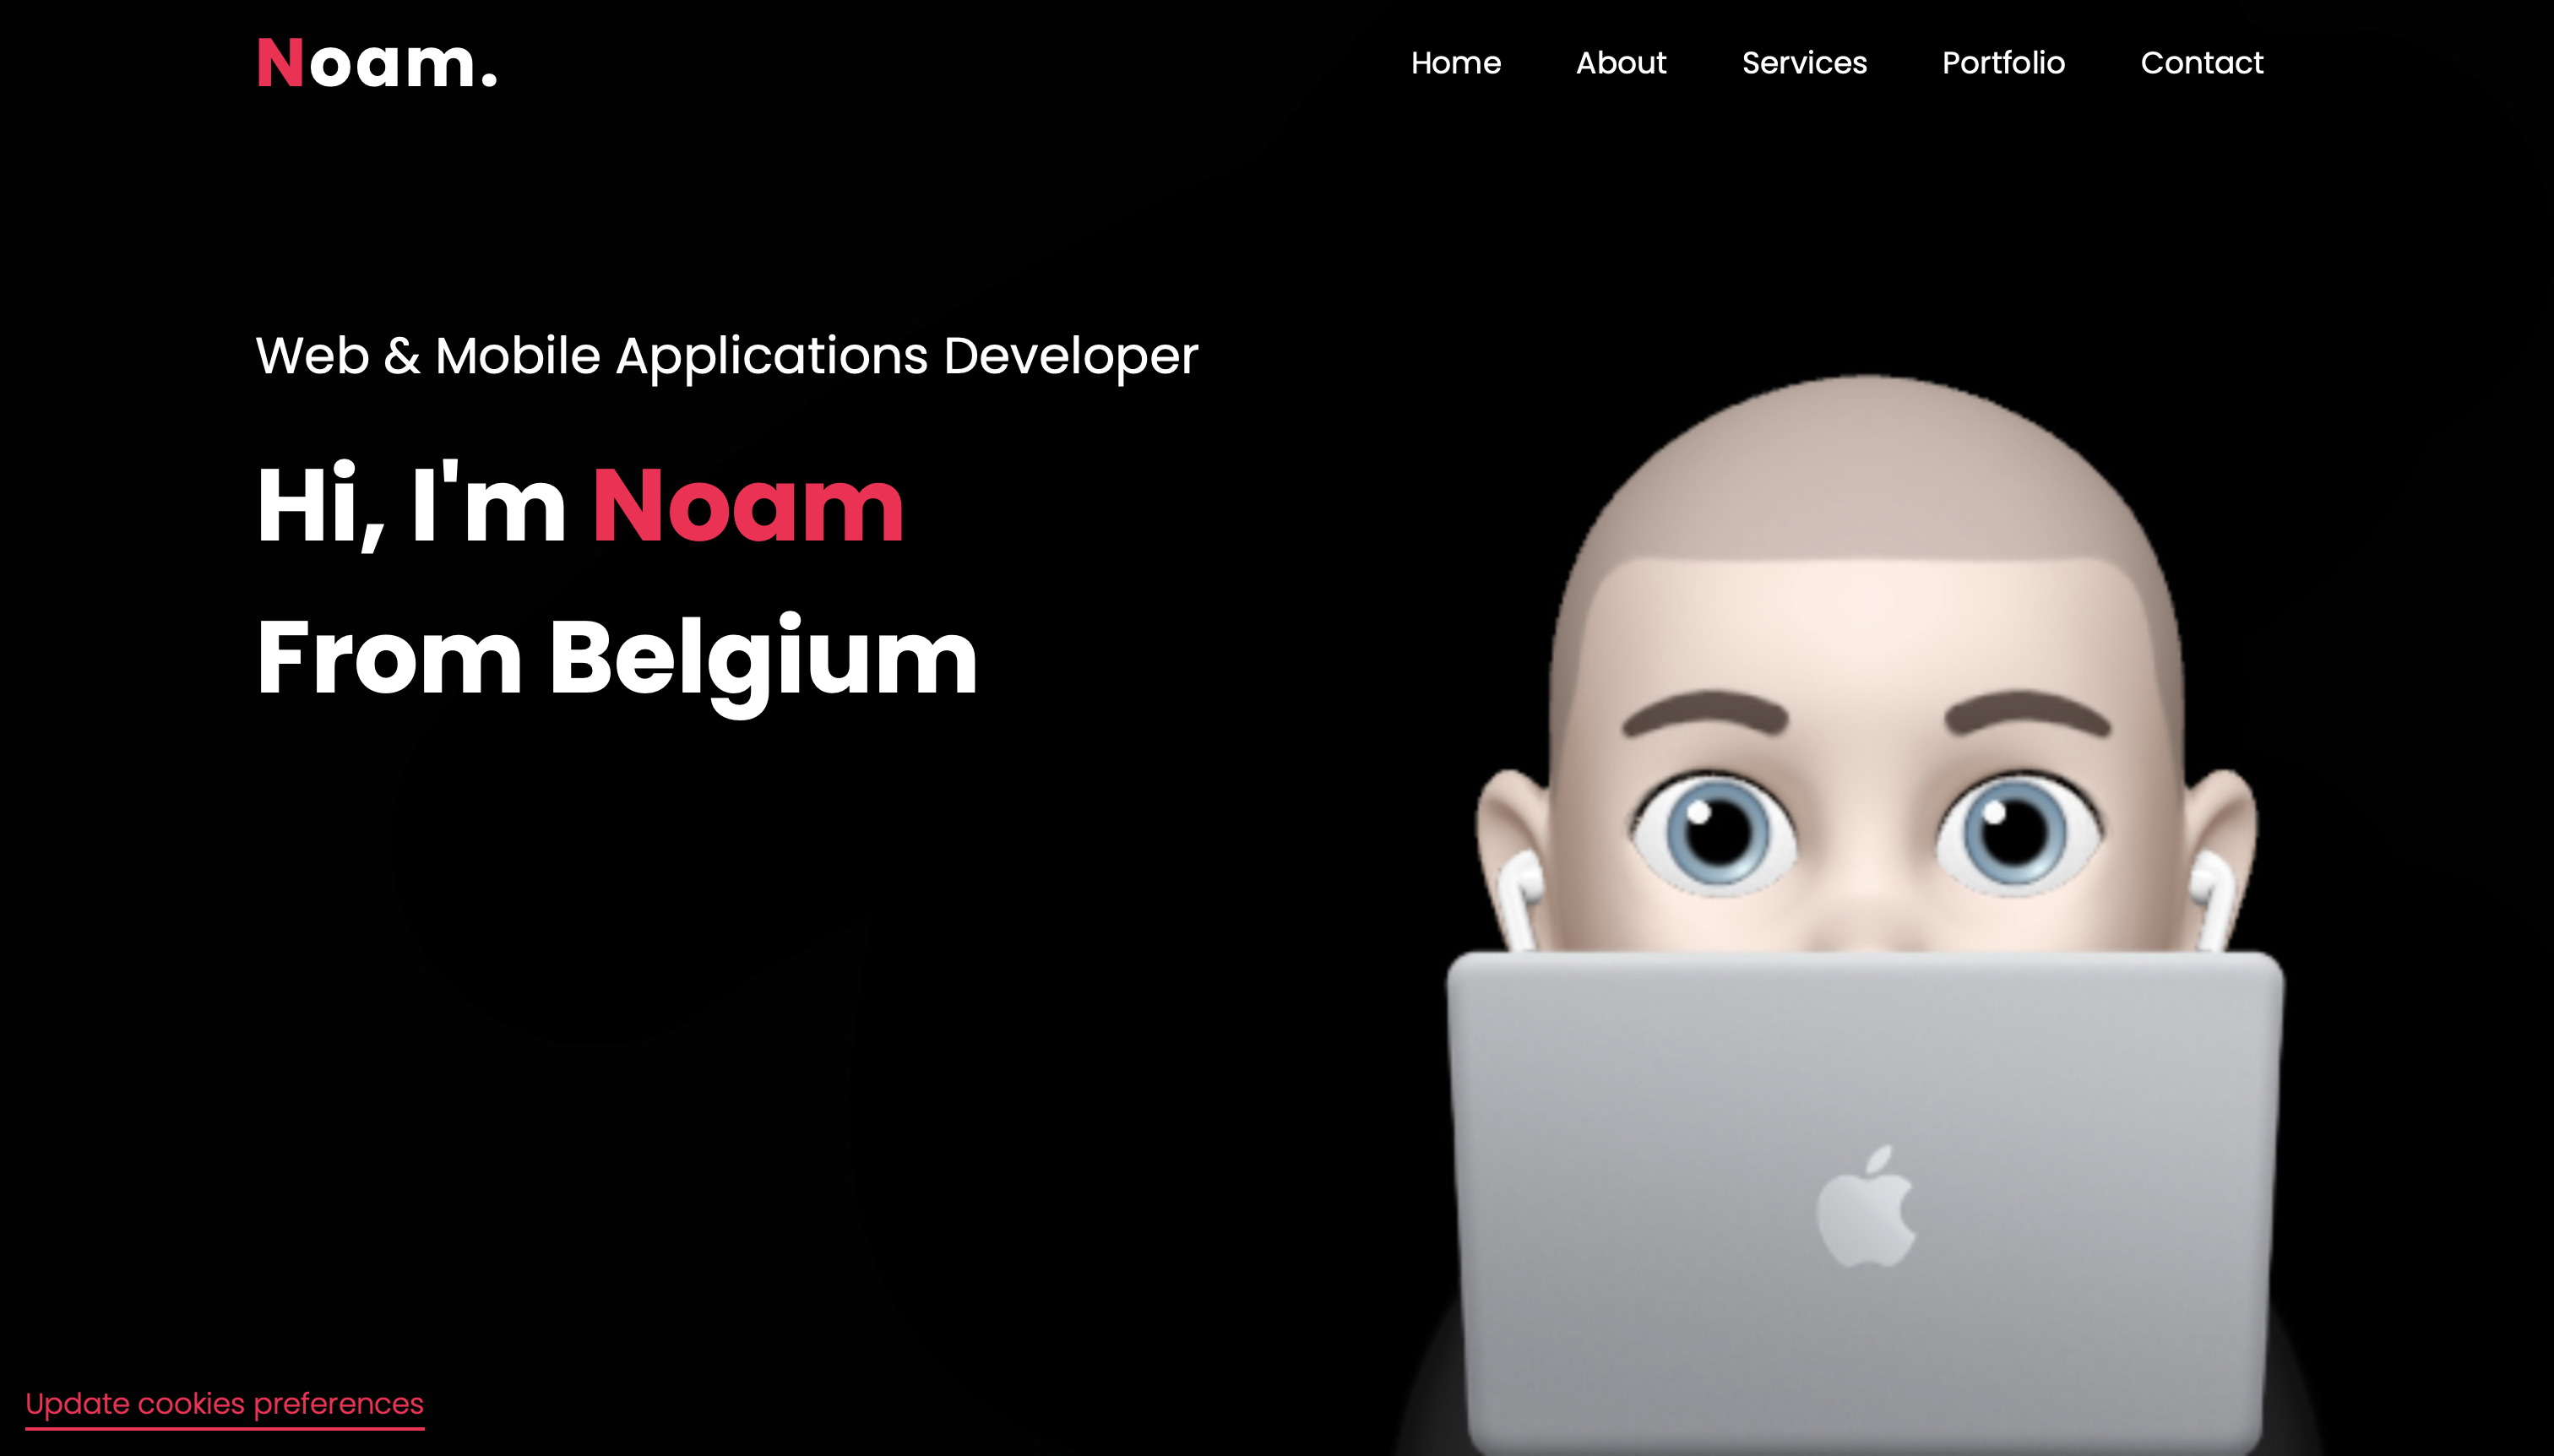 Noam.
Home About Services Portfolio Contact
Web & Mobile Applications Developer
Hi, I'm Noam
From Belgium
Update cookies preferences